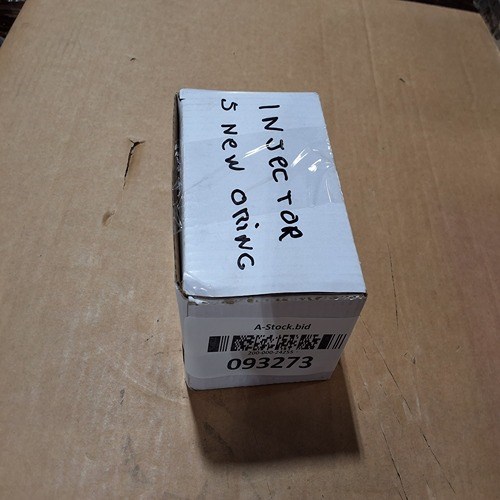 INJECTOR
5 NEW ORING
A-Stock.bid
093273